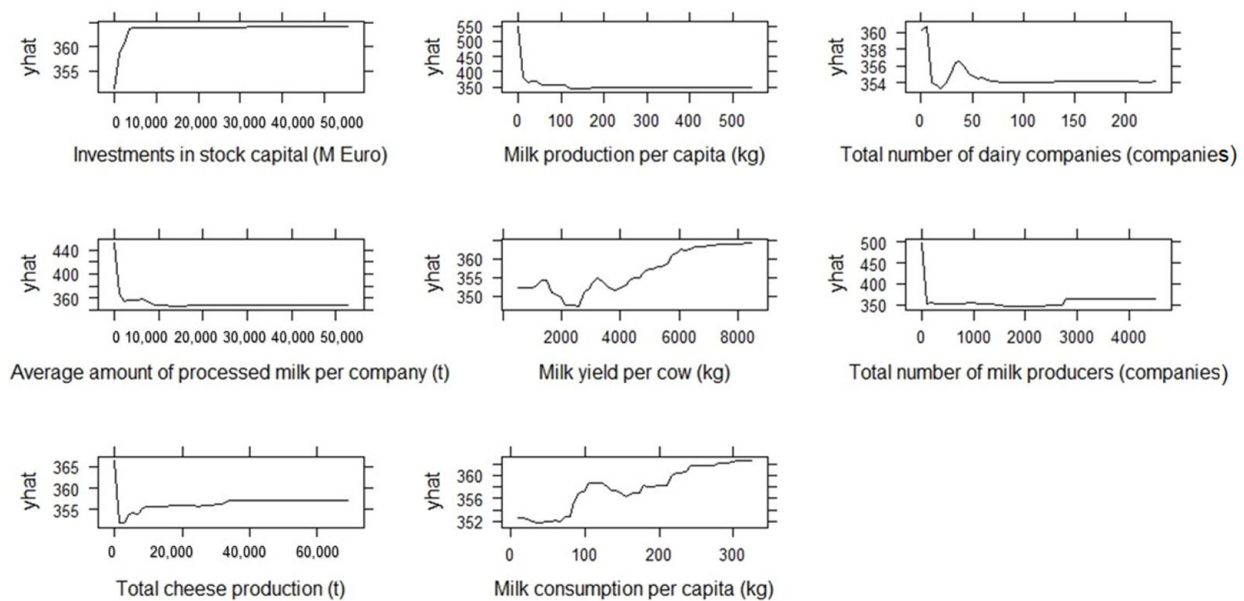 yhat
360
355
0 10,000 20,000 30,000 40,000 50,000
Investments in stock capital (M Euro)
yhat
550
500
450
400
350
0 100 200 300 400 500
Milk production per capita (kg)
yhat
360
358
356
354
0 50 100 150 200
Total number of dairy companies (companies)
yhat
440
400
360
0 10,000 20,000 30,000 40,000 50,000
Average amount of processed milk per company (t)
yhat
360
355
350
2000 4000 6000 8000
Milk yield per cow (kg)
yhat
500
450
400
350
0 1000 2000 3000 4000
Total number of milk producers (companies)
yhat
365
360
355
0 20,000 40,000 60,000
Total cheese production (t)
yhat
360
356
352
0 100 200 300
Milk consumption per capita (kg)